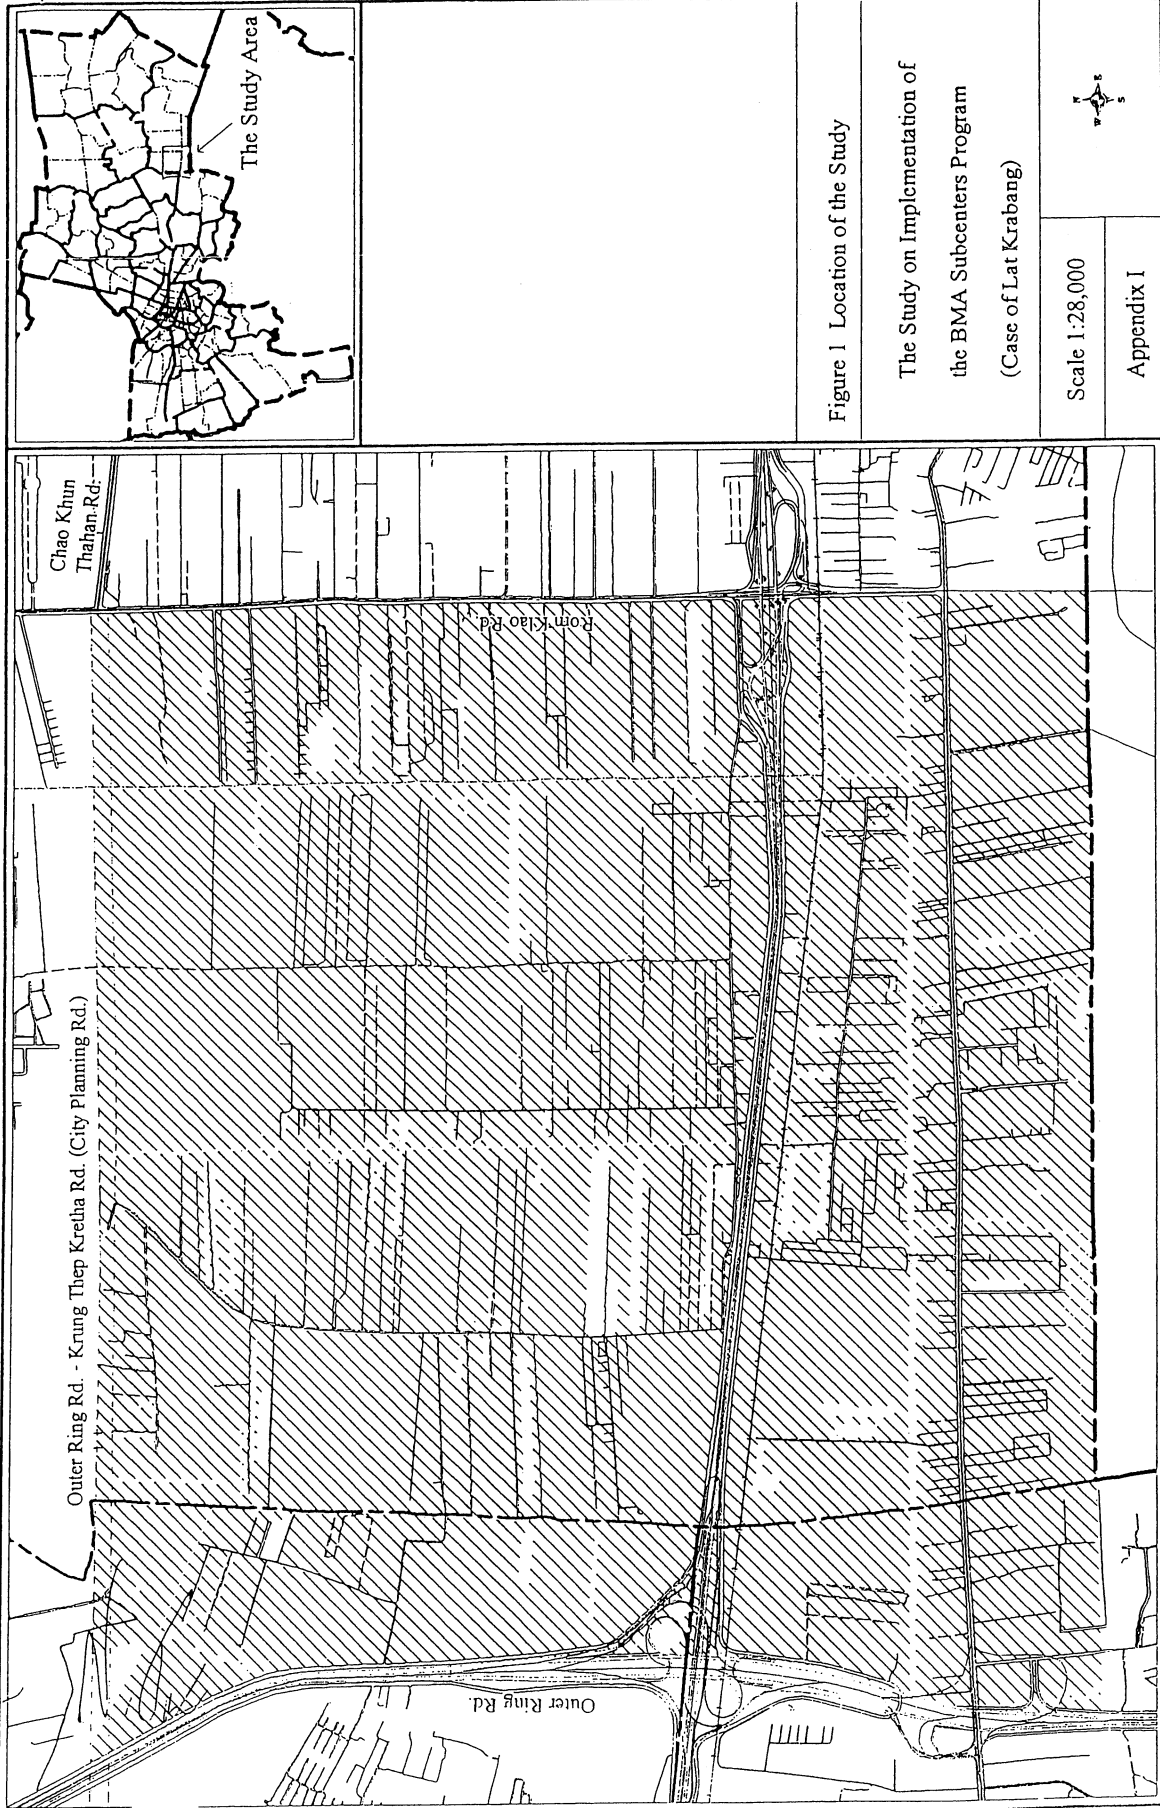 The Study Area
Outer Ring Rd. - Krung Thep Kretha Rd. (City Planning Rd.)
Chao Khun
Thahan Rd.
Rom Klao Rd.
Outer Ring Rd.
Figure 1 Location of the Study
The Study on Implementation of
the BMA Subcenters Program
(Case of Lat Krabang)
Scale 1:28,000
Appendix I
N
W
E
S